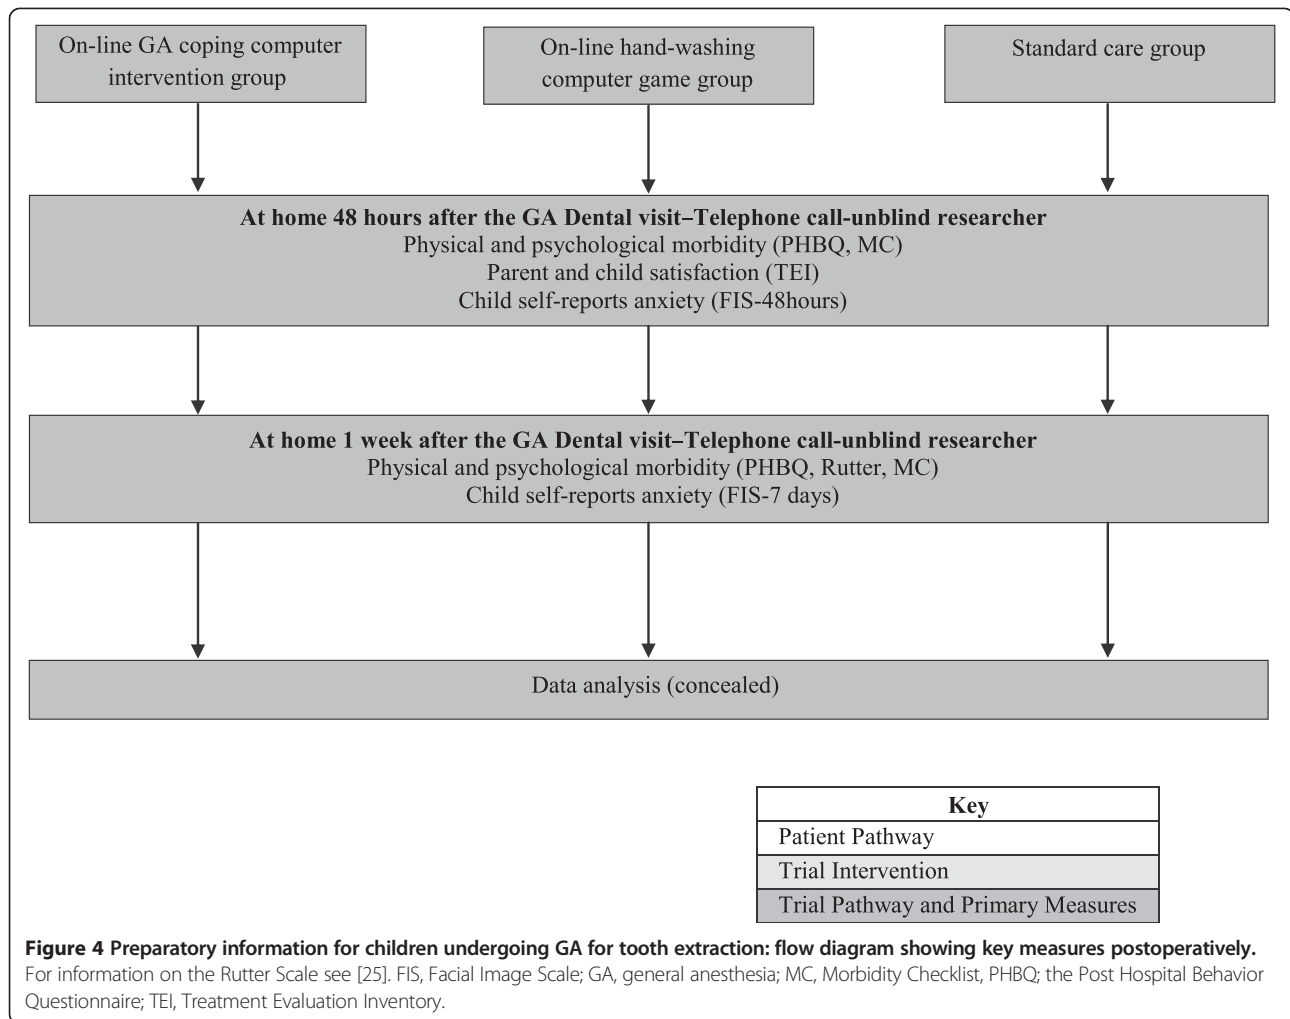 On-line GA coping computer
intervention group
On-line hand-washing
computer game group
Standard care group
At home 48 hours after the GA Dental visit–Telephone call-unblind researcher
Physical and psychological morbidity (PHBQ, MC)
Parent and child satisfaction (TEI)
Child self-reports anxiety (FIS-48hours)
At home 1 week after the GA Dental visit–Telephone call-unblind researcher
Physical and psychological morbidity (PHBQ, Rutter, MC)
Child self-reports anxiety (FIS-7 days)
Data analysis (concealed)
Key
Patient Pathway
Trial Intervention
Trial Pathway and Primary Measures
Figure 4 Preparatory information for children undergoing GA for tooth extraction: flow diagram showing key measures postoperatively.
For information on the Rutter Scale see [25]. FIS, Facial Image Scale; GA, general anesthesia; MC, Morbidity Checklist, PHBQ; the Post Hospital Behavior
Questionnaire; TEI, Treatment Evaluation Inventory.